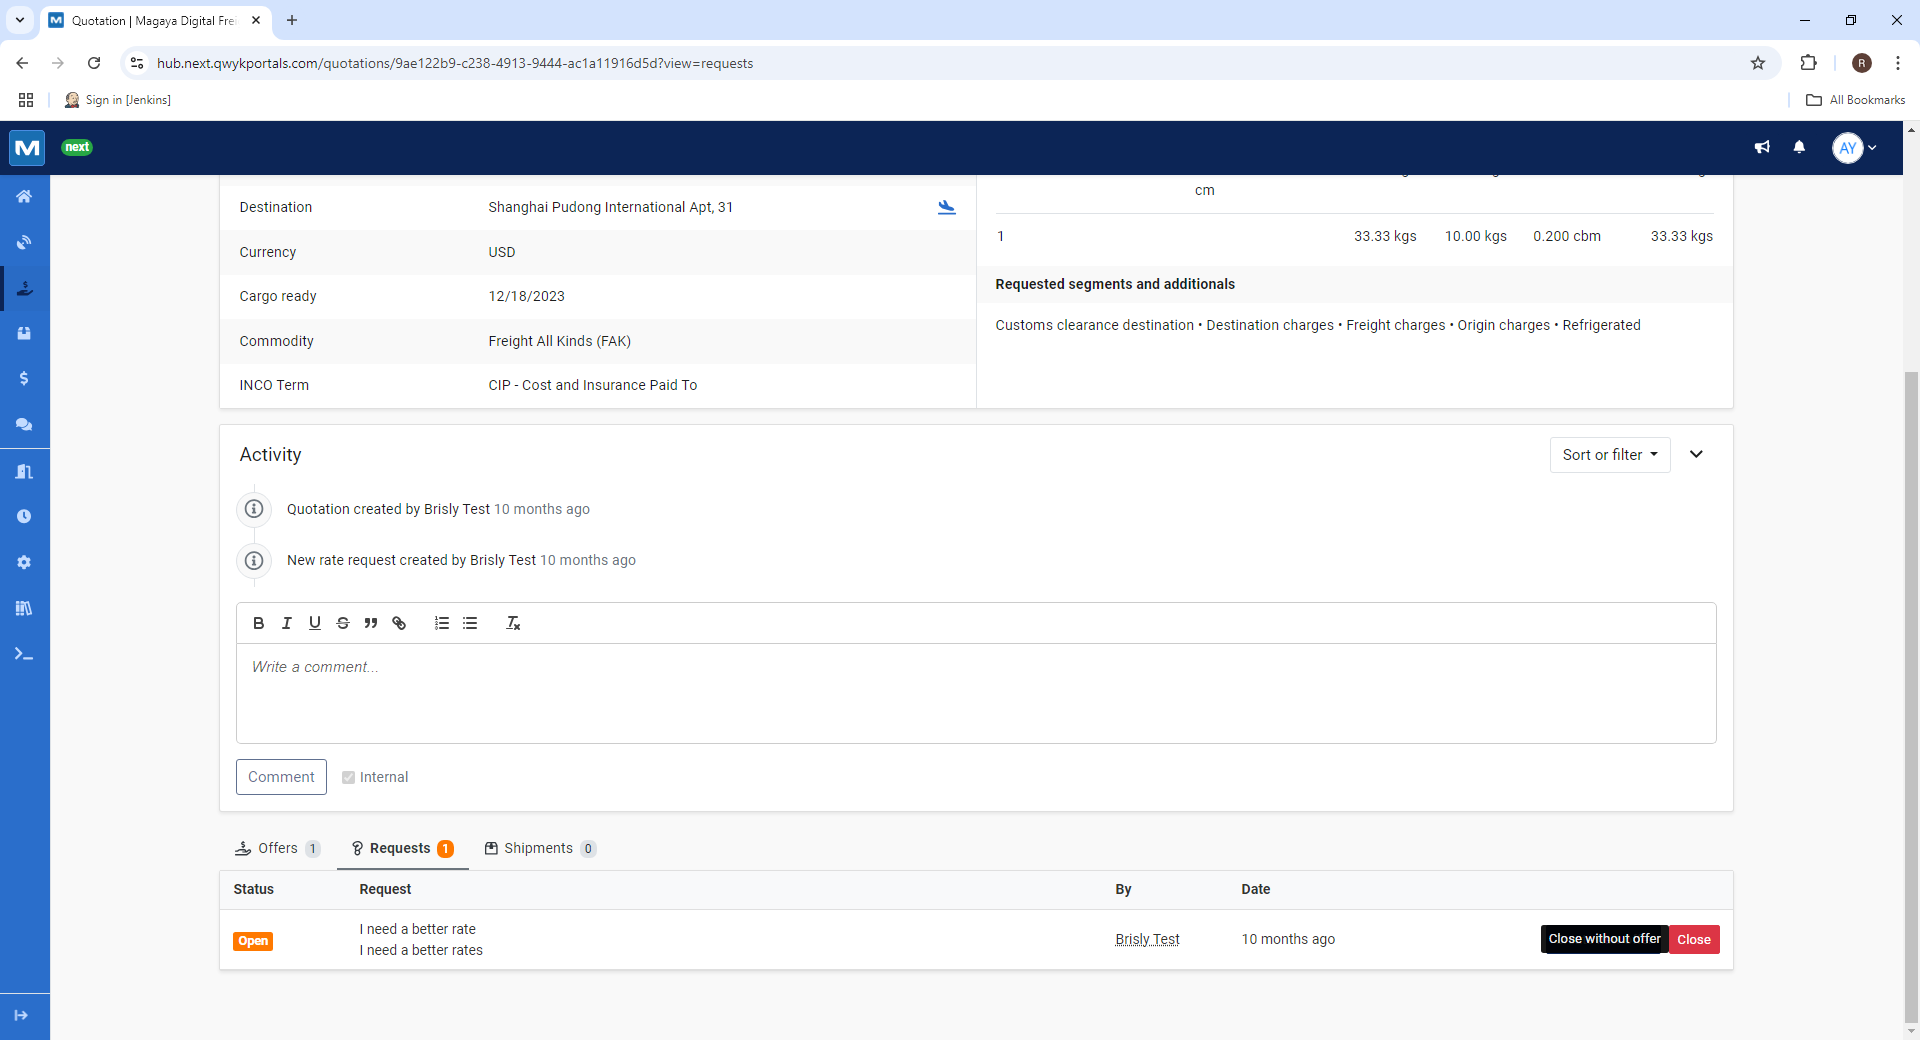 Quotation | Magaya Digital Frei
hub.next.qwykportals.com/quotations/9ae122b9-c238-4913-9444-ac1a11916d5d?view=requests
R
Sign in [Jenkins]
All Bookmarks
M
next
AY
cm
Destination
Shanghai Pudong International Apt, 31
1
33.33 kgs
10.00 kgs
0.200 cbm
33.33 kgs
Currency
USD
Requested segments and additionals
Cargo ready
12/18/2023
Customs clearance destination • Destination charges • Freight charges • Origin charges • Refrigerated
Commodity
Freight All Kinds (FAK)
INCO Term
CIP - Cost and Insurance Paid To
Activity
Sort or filter
Quotation created by Brisly Test 10 months ago
New rate request created by Brisly Test 10 months ago
Write a comment...
Comment
Internal
Offers 1
Requests 1
Shipments 0
Status
Request
By
Date
Open
I need a better rate
I need a better rates
Brisly Test
10 months ago
Close without offer
Close